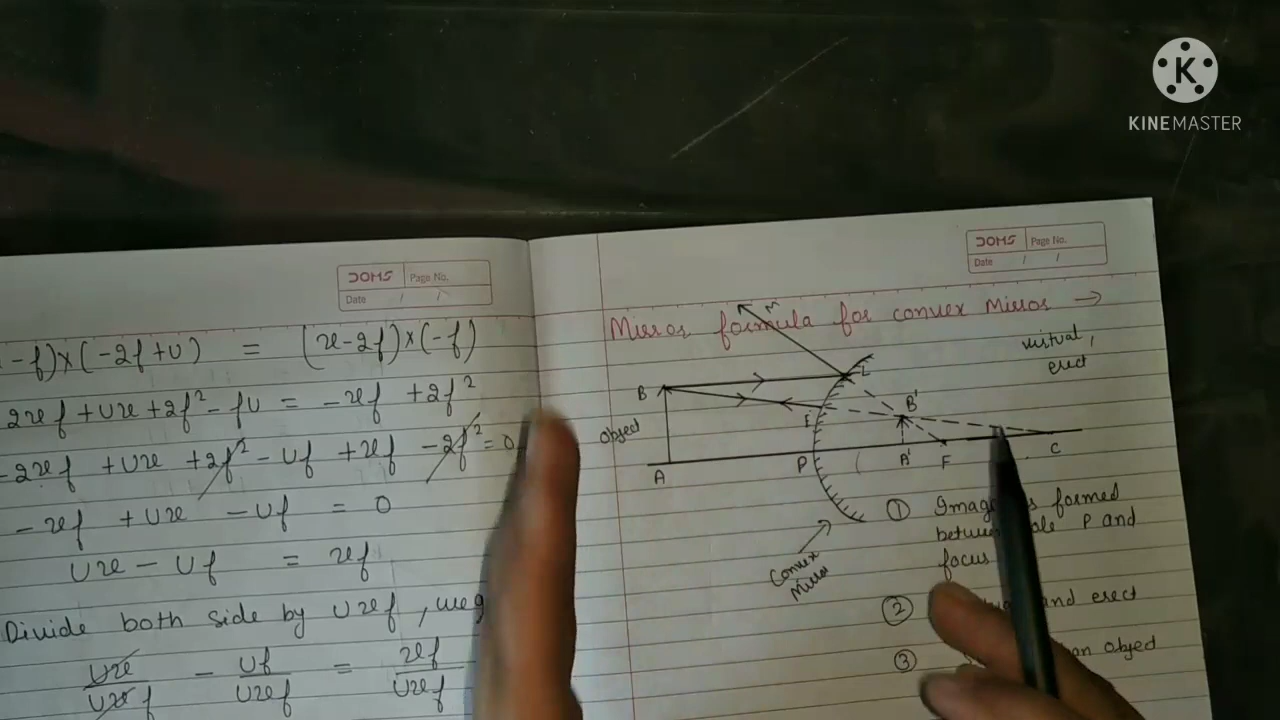 K
KINEMASTER
DOMS Page No.
Date / /
-f)×(-2f+u) = (x-2f)×(-f)
2xf + ux + 2f² - fu = -xf + 2f²
-2xf + ux + 2f² - uf + xf - 2f² = 0
-xf + ux - uf = 0
ux - uf = xf
Divide both side by uxf, we g
ux/uxf - uf/uxf = xf/uxf
DOMS Page No.
Date / /
Mirror formula for convex Mirror →
virtual,
erect
M
L
B
B'
E
object
A
P
A'
F
C
convex
Mirror
① Image is formed
between P and
focus
② and erect
③ object